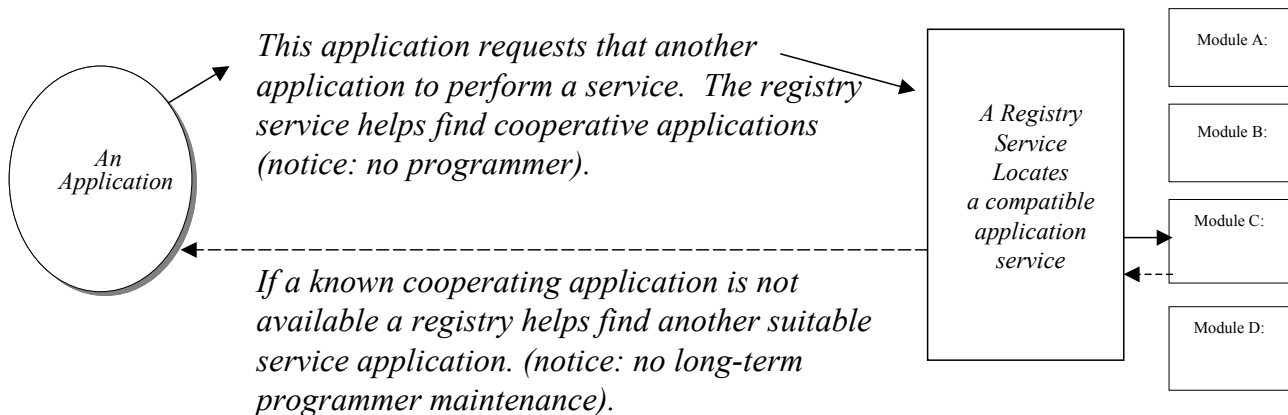 This application requests that another
application to perform a service. The registry
service helps find cooperative applications
(notice: no programmer).
An
Application
If a known cooperating application is not
available a registry helps find another suitable
service application. (notice: no long-term
programmer maintenance).
A Registry
Service
Locates
a compatible
application
service
Module A:
Module B:
Module C:
Module D: